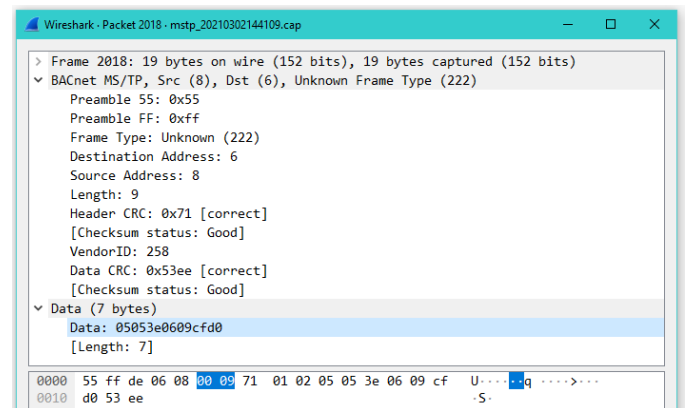 Wireshark · Packet 2018 · mstp_20210302144109.cap
Frame 2018: 19 bytes on wire (152 bits), 19 bytes captured (152 bits)
BACnet MS/TP, Src (8), Dst (6), Unknown Frame Type (222)
Preamble 55: 0x55
Preamble FF: 0xff
Frame Type: Unknown (222)
Destination Address: 6
Source Address: 8
Length: 9
Header CRC: 0x71 [correct]
[Checksum status: Good]
VendorID: 258
Data CRC: 0x53ee [correct]
[Checksum status: Good]
Data (7 bytes)
Data: 05053e0609cfd0
[Length: 7]
0000 55 ff de 06 08 00 09 71 01 02 05 05 3e 06 09 cf U······q ····>···
0010 d0 53 ee ·S·